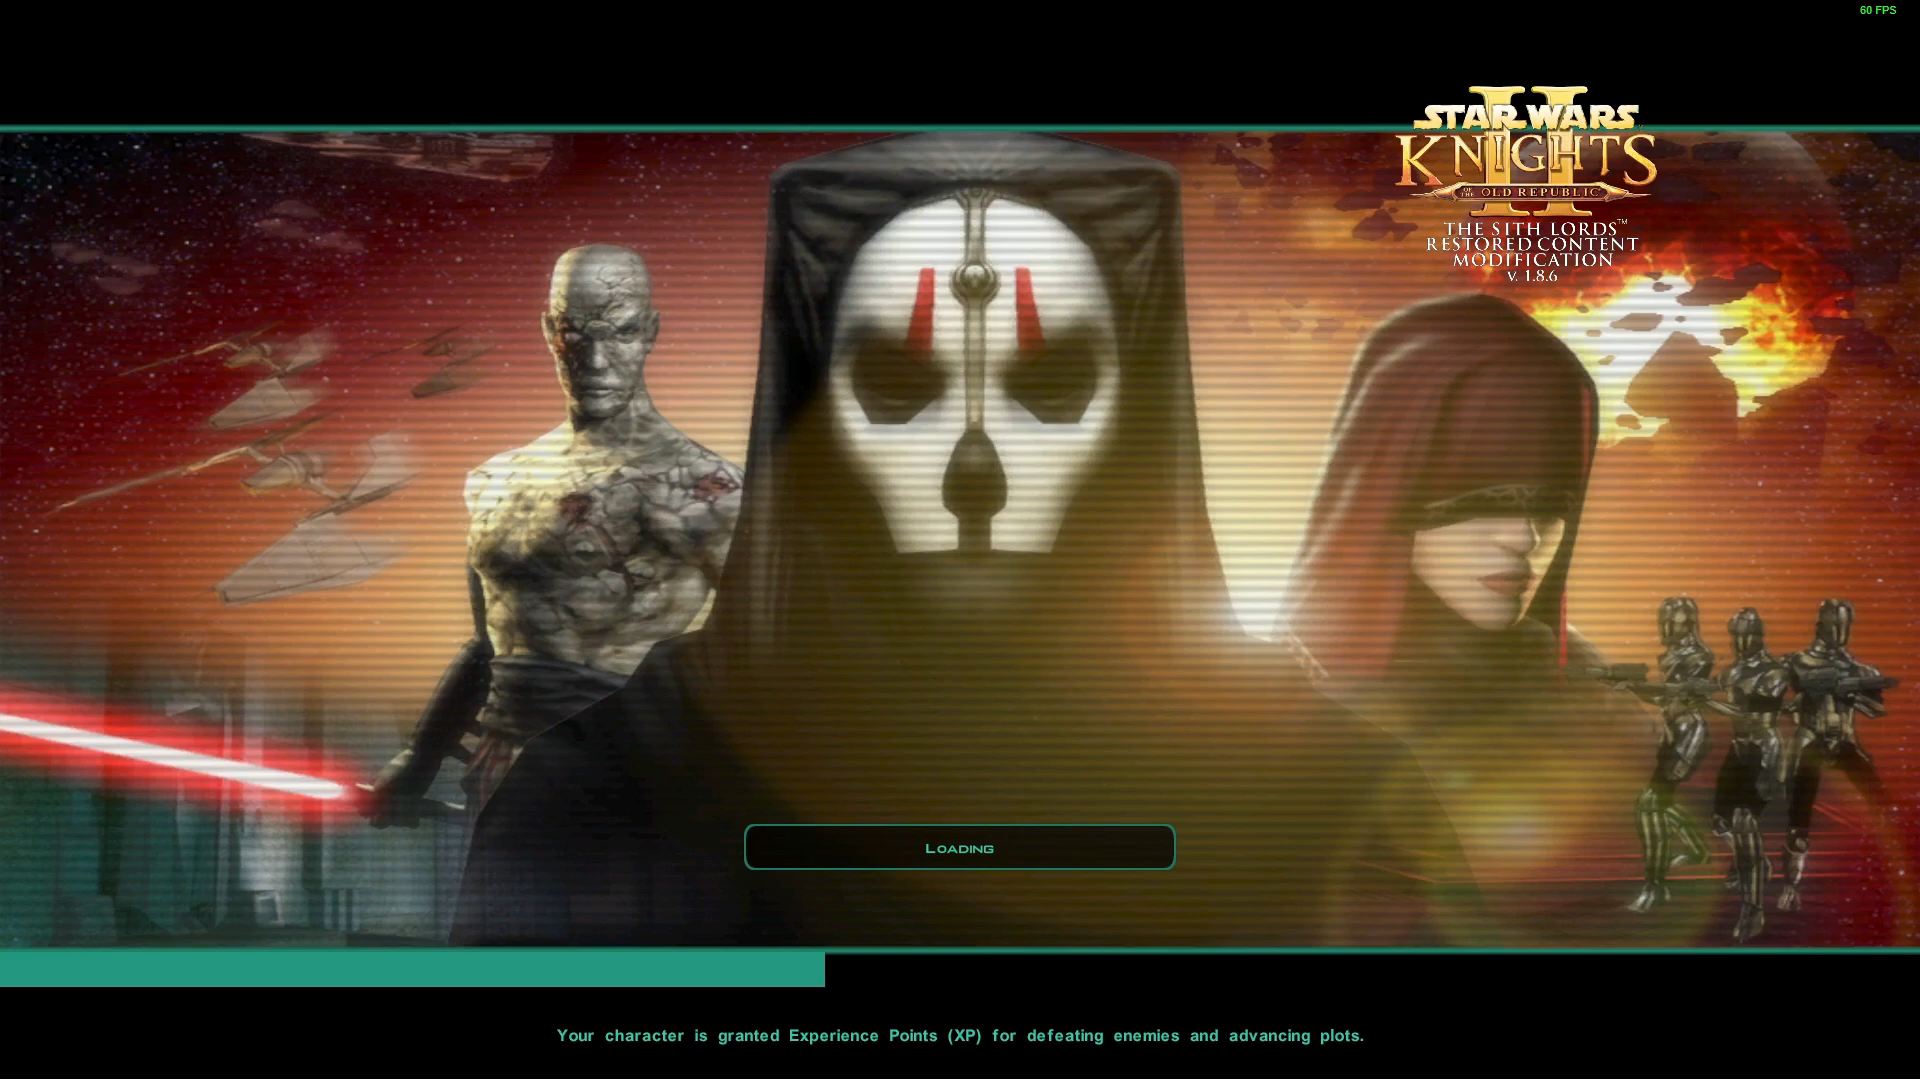 60 FPS
STAR WARS
II
KNIGHTS
OF THE OLD REPUBLIC
THE SITH LORDS™
RESTORED CONTENT
MODIFICATION
V. 1.8.6
LOADING
Your character is granted Experience Points (XP) for defeating enemies and advancing plots.